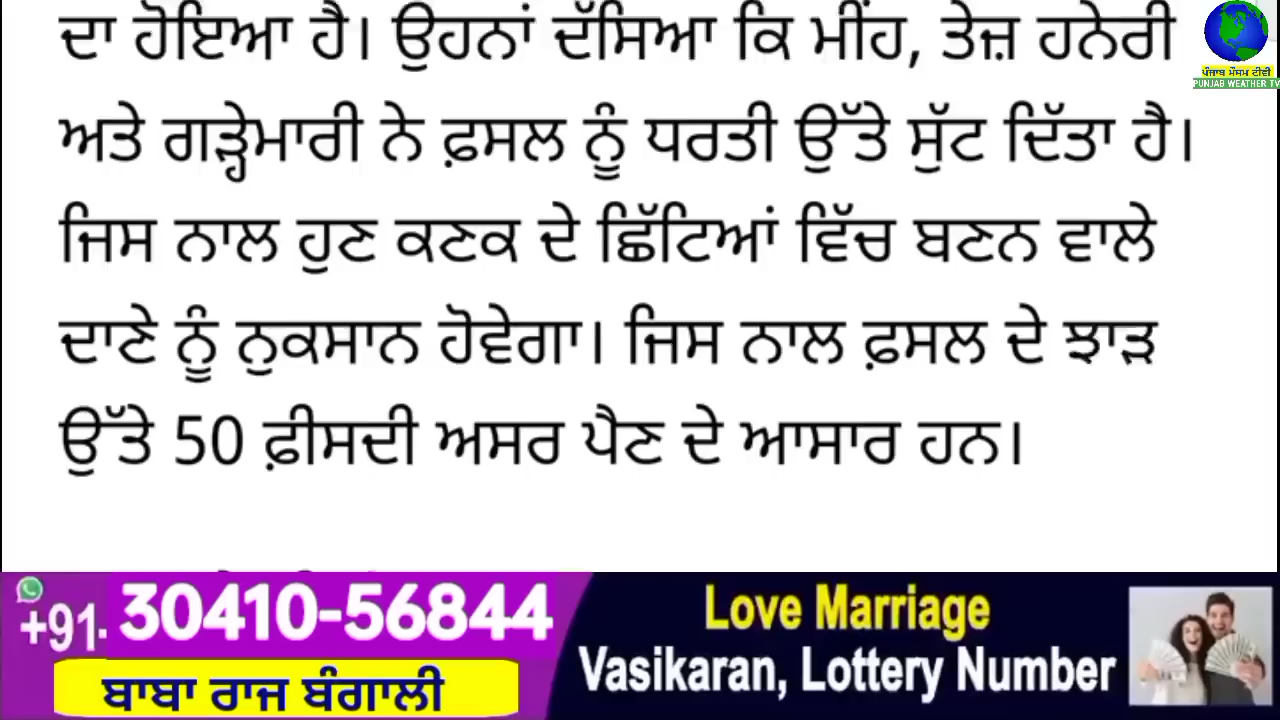 ਦਾ ਹੋਇਆ ਹੈ। ਉਹਨਾਂ ਦੱਸਿਆ ਕਿ ਮੀਂਹ, ਤੇਜ਼ ਹਨੇਰੀ
ਅਤੇ ਗੜ੍ਹੇਮਾਰੀ ਨੇ ਫ਼ਸਲ ਨੂੰ ਧਰਤੀ ਉੱਤੇ ਸੁੱਟ ਦਿੱਤਾ ਹੈ।
ਜਿਸ ਨਾਲ ਹੁਣ ਕਣਕ ਦੇ ਛਿੱਟਿਆਂ ਵਿੱਚ ਬਣਨ ਵਾਲੇ
ਦਾਣੇ ਨੂੰ ਨੁਕਸਾਨ ਹੋਵੇਗਾ। ਜਿਸ ਨਾਲ ਫ਼ਸਲ ਦੇ ਝਾੜ
ਉੱਤੇ 50 ਫ਼ੀਸਦੀ ਅਸਰ ਪੈਣ ਦੇ ਆਸਾਰ ਹਨ।
ਪੰਜਾਬ ਮੌਸਮ ਟੀਵੀ
PUNJAB WEATHER TV
+91- 30410-56844
ਬਾਬਾ ਰਾਜ ਬੰਗਾਲੀ
Love Marriage
Vasikaran, Lottery Number